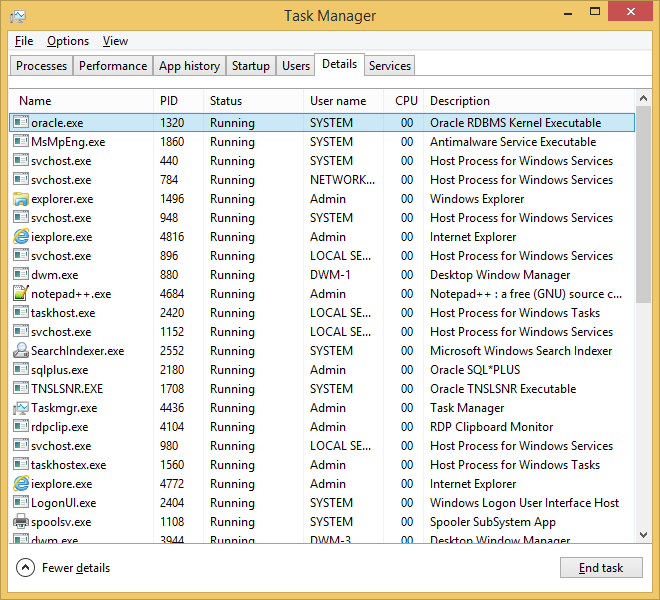 Task Manager
File Options View
Processes Performance App history Startup Users Details Services
Name PID Status User name CPU Description
oracle.exe 1320 Running SYSTEM 00 Oracle RDBMS Kernel Executable
MsMpEng.exe 1860 Running SYSTEM 00 Antimalware Service Executable
svchost.exe 440 Running SYSTEM 00 Host Process for Windows Services
svchost.exe 784 Running NETWORK... 00 Host Process for Windows Services
explorer.exe 1496 Running Admin 00 Windows Explorer
svchost.exe 948 Running SYSTEM 00 Host Process for Windows Services
iexplore.exe 4816 Running Admin 00 Internet Explorer
svchost.exe 896 Running LOCAL SE... 00 Host Process for Windows Services
dwm.exe 880 Running DWM-1 00 Desktop Window Manager
notepad++.exe 4684 Running Admin 00 Notepad++ : a free (GNU) source c...
taskhost.exe 2420 Running LOCAL SE... 00 Host Process for Windows Tasks
svchost.exe 1152 Running LOCAL SE... 00 Host Process for Windows Services
SearchIndexer.exe 2552 Running SYSTEM 00 Microsoft Windows Search Indexer
sqlplus.exe 2180 Running Admin 00 Oracle SQL*PLUS
TNSLSNR.EXE 1708 Running SYSTEM 00 Oracle TNSLSNR Executable
Taskmgr.exe 4436 Running Admin 00 Task Manager
rdpclip.exe 4104 Running Admin 00 RDP Clipboard Monitor
svchost.exe 980 Running LOCAL SE... 00 Host Process for Windows Services
taskhostex.exe 1560 Running Admin 00 Host Process for Windows Tasks
iexplore.exe 4772 Running Admin 00 Internet Explorer
LogonUI.exe 2404 Running SYSTEM 00 Windows Logon User Interface Host
spoolsv.exe 1108 Running SYSTEM 00 Spooler SubSystem App
dwm.exe 3944 Running DWM-3 00 Desktop Window Manager
Fewer details End task